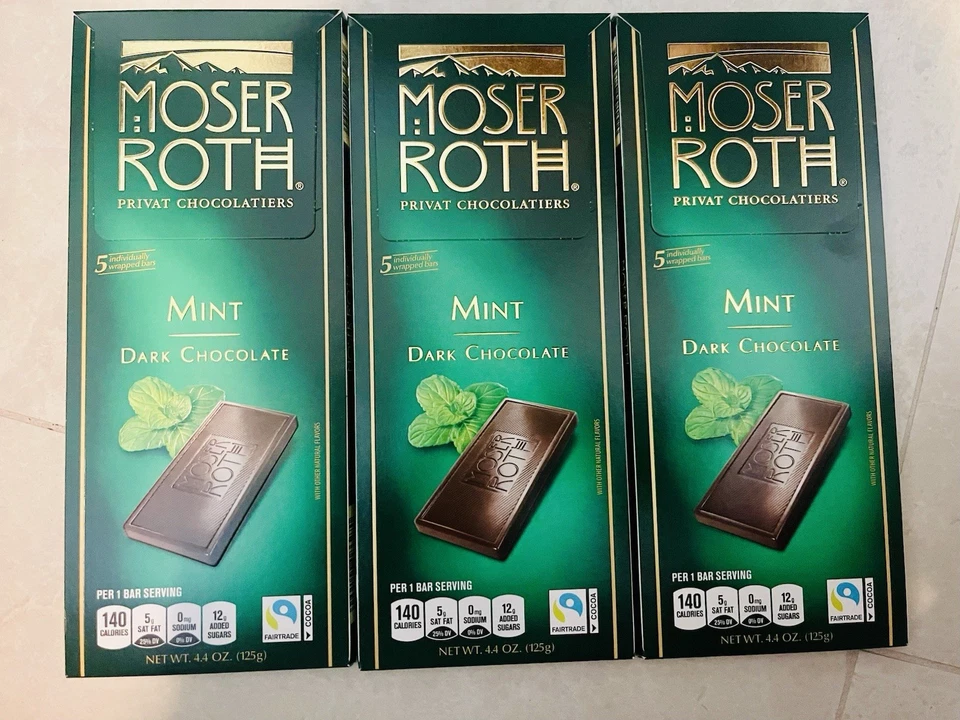 MOSER
ROTH®
PRIVAT CHOCOLATIERS
5 individually
wrapped bars
MINT
DARK CHOCOLATE
MOSER
ROTH
WITH OTHER NATURAL FLAVORS
PER 1 BAR SERVING
140
CALORIES
5g
SAT FAT
25% DV
0mg
SODIUM
0% DV
12g
ADDED
SUGARS
FAIRTRADE
COCOA
NET WT. 4.4 OZ. (125g)
MOSER
ROTH®
PRIVAT CHOCOLATIERS
5 individually
wrapped bars
MINT
DARK CHOCOLATE
MOSER
ROTH
WITH OTHER NATURAL FLAVORS
PER 1 BAR SERVING
140
CALORIES
5g
SAT FAT
25% DV
0mg
SODIUM
0% DV
12g
ADDED
SUGARS
FAIRTRADE
COCOA
NET WT. 4.4 OZ. (125g)
MOSER
ROTH®
PRIVAT CHOCOLATIERS
5 individually
wrapped bars
MINT
DARK CHOCOLATE
MOSER
ROTH
WITH OTHER NATURAL FLAVORS
PER 1 BAR SERVING
140
CALORIES
5g
SAT FAT
25% DV
0mg
SODIUM
0% DV
12g
ADDED
SUGARS
FAIRTRADE
COCOA
NET WT. 4.4 OZ. (125g)